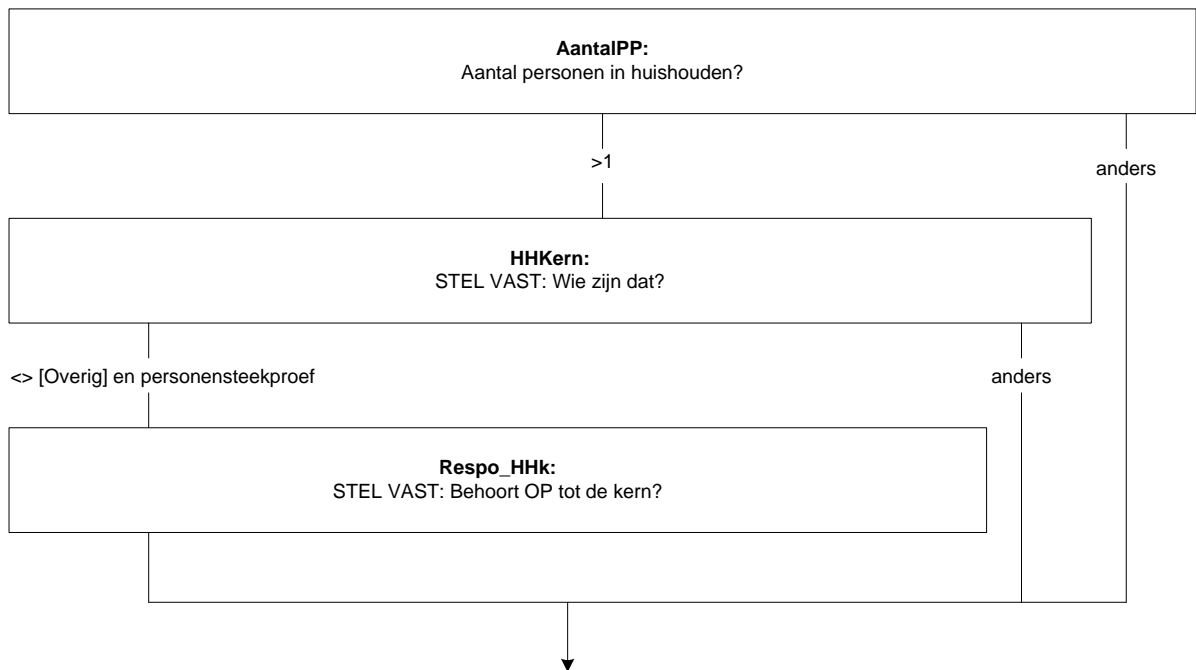 AantalPP:
Aantal personen in huishouden?
>1
anders
HHKern:
STEL VAST: Wie zijn dat?
<> [Overig] en personensteekproef
anders
Respo_HHk:
STEL VAST: Behoort OP tot de kern?